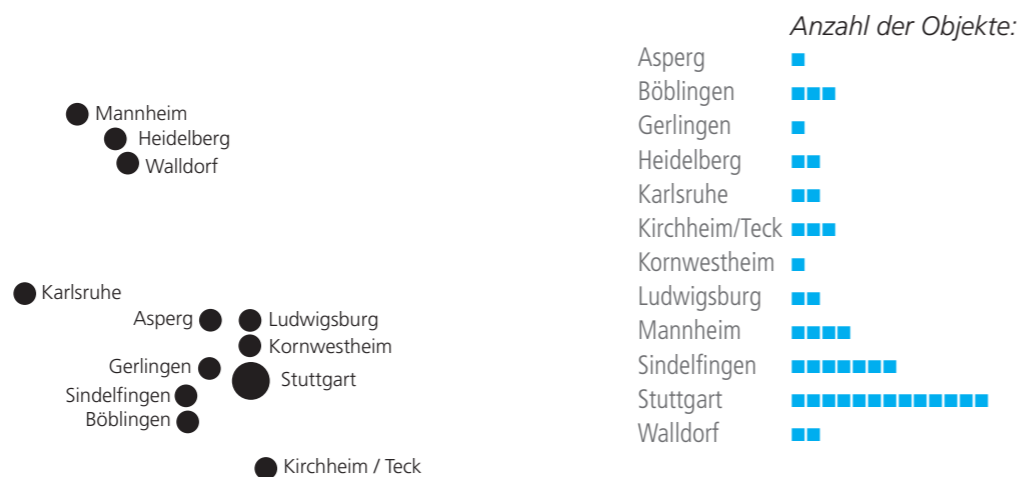 Mannheim
Heidelberg
Walldorf
Karlsruhe
Asperg
Ludwigsburg
Kornwestheim
Gerlingen
Stuttgart
Sindelfingen
Böblingen
Kirchheim / Teck
Anzahl der Objekte:
Asperg
Böblingen
Gerlingen
Heidelberg
Karlsruhe
Kirchheim/Teck
Kornwestheim
Ludwigsburg
Mannheim
Sindelfingen
Stuttgart
Walldorf